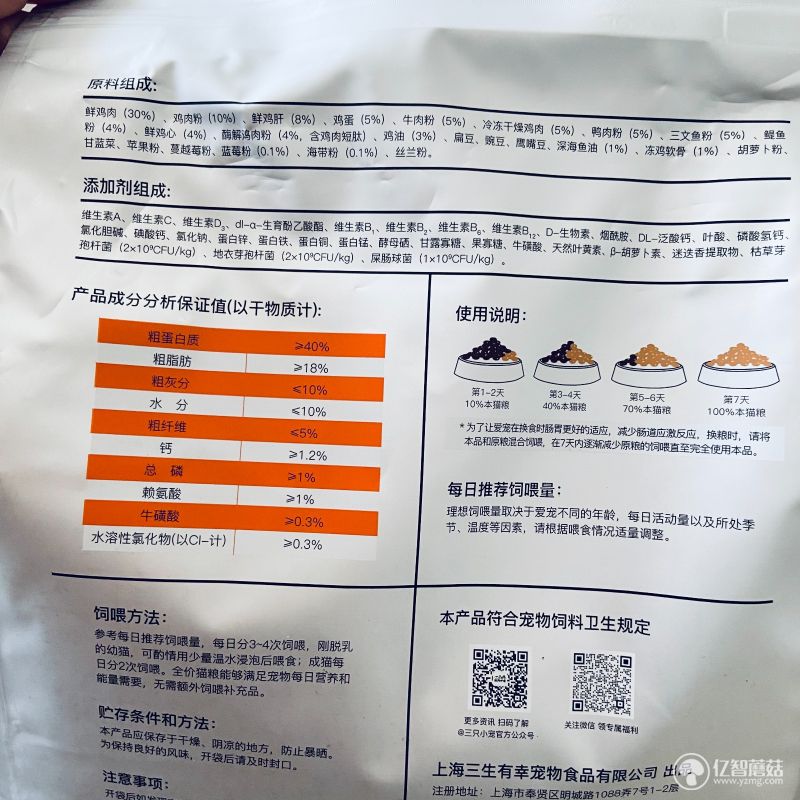 原料组成:
鲜鸡肉（30%）、鸡肉粉（10%）、鲜鸡肝（8%）、鸡蛋（5%）、牛肉粉（5%）、冷冻干燥鸡肉（5%）、鸭肉粉（5%）、三文鱼粉（5%）、鳀鱼
粉（4%）、鲜鸡心（4%）、酶解鸡肉粉（4%，含鸡肉短肽）、鸡油（3%）、扁豆、豌豆、鹰嘴豆、深海鱼油（1%）、冻鸡软骨（1%）、胡萝卜粉、
甘蓝菜、苹果粉、蔓越莓粉、蓝莓粉（0.1%）、海带粉（0.1%）、丝兰粉。
添加剂组成:
维生素A、维生素C、维生素D₃、dl-α-生育酚乙酸酯、维生素B₁、维生素B₂、维生素B₆、维生素B₁₂、D-生物素、烟酰胺、DL-泛酸钙、叶酸、磷酸氢钙、
氯化胆碱、碘酸钙、氯化钠、蛋白锌、蛋白铁、蛋白铜、蛋白锰、酵母硒、甘露寡糖、果寡糖、牛磺酸、天然叶黄素、β-胡萝卜素、迷迭香提取物、枯草芽
孢杆菌（2×10⁹CFU/kg）、地衣芽孢杆菌（2×10⁹CFU/kg）、屎肠球菌（1×10⁹CFU/kg）。
产品成分分析保证值(以干物质计):
粗蛋白质 ≥40%
粗脂肪 ≥18%
粗灰分 ≤10%
水 分 ≤10%
粗纤维 ≤5%
钙 ≥1.2%
总 磷 ≥1%
赖氨酸 ≥1%
牛磺酸 ≥0.3%
水溶性氯化物(以Cl-计) ≥0.3%
使用说明:
第1-2天 第3-4天 第5-6天 第7天
10%本猫粮 40%本猫粮 70%本猫粮 100%本猫粮
*为了让爱宠在换食时肠胃更好的适应，减少肠道应激反应，换粮时，请将
本品和原粮混合饲喂，在7天内逐渐减少原粮的饲喂直至完全使用本品。
每日推荐饲喂量:
理想饲喂量取决于爱宠不同的年龄，每日活动量以及所处季
节、温度等因素，请根据喂食情况适量调整。
饲喂方法:
参考每日推荐饲喂量，每日分3~4次饲喂，刚脱乳
的幼猫，可酌情用少量温水浸泡后喂食；成猫每
日分2次饲喂。全价猫粮能够满足宠物每日营养和
能量需要，无需额外饲喂补充品。
贮存条件和方法:
本产品应保存于干燥、阴凉的地方，防止暴晒。
为保持良好的风味，开袋后请及时封口。
注意事项:
开袋后如发现
本产品符合宠物饲料卫生规定
更多资讯 扫码了解
@三只小宠官方公众号
关注微信 领专属福利
上海三生有幸宠物食品有限公司 出品
注册地址：上海市奉贤区明城路1088弄7号1-2层
亿智蘑菇
www.yzmg.com